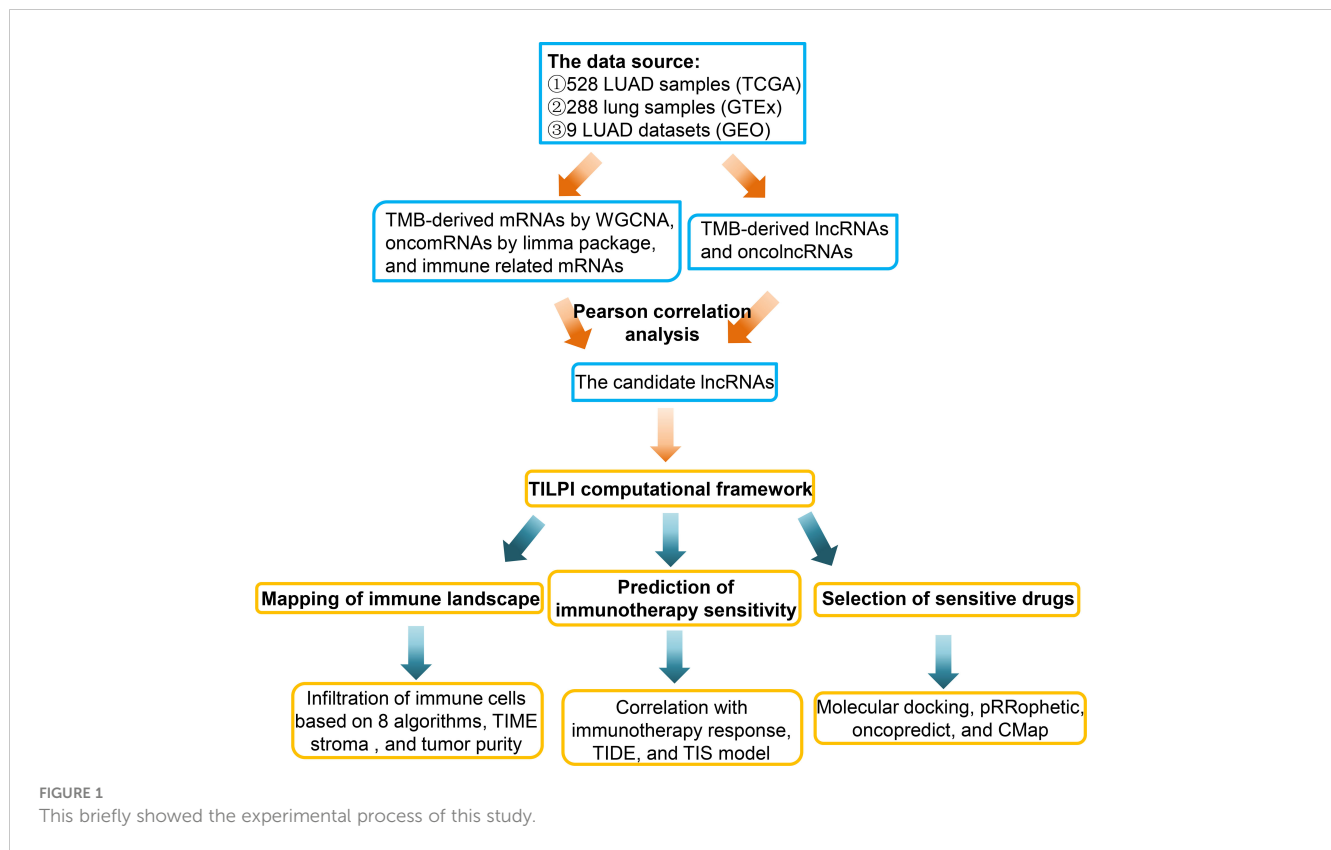 The data source:
①528 LUAD samples (TCGA)
②288 lung samples (GTEx)
③9 LUAD datasets (GEO)
TMB-derived mRNAs by WGCNA,
oncomRNAs by limma package,
and immune related mRNAs
TMB-derived lncRNAs
and oncolncRNAs
Pearson correlation
analysis
The candidate lncRNAs
TILPI computational framework
Mapping of immune landscape
Prediction of
immunotherapy sensitivity
Selection of sensitive drugs
Infiltration of immune cells
based on 8 algorithms, TIME
stroma , and tumor purity
Correlation with
immunotherapy response,
TIDE, and TIS model
Molecular docking, pRRophetic,
oncopredict, and CMap
FIGURE 1
This briefly showed the experimental process of this study.